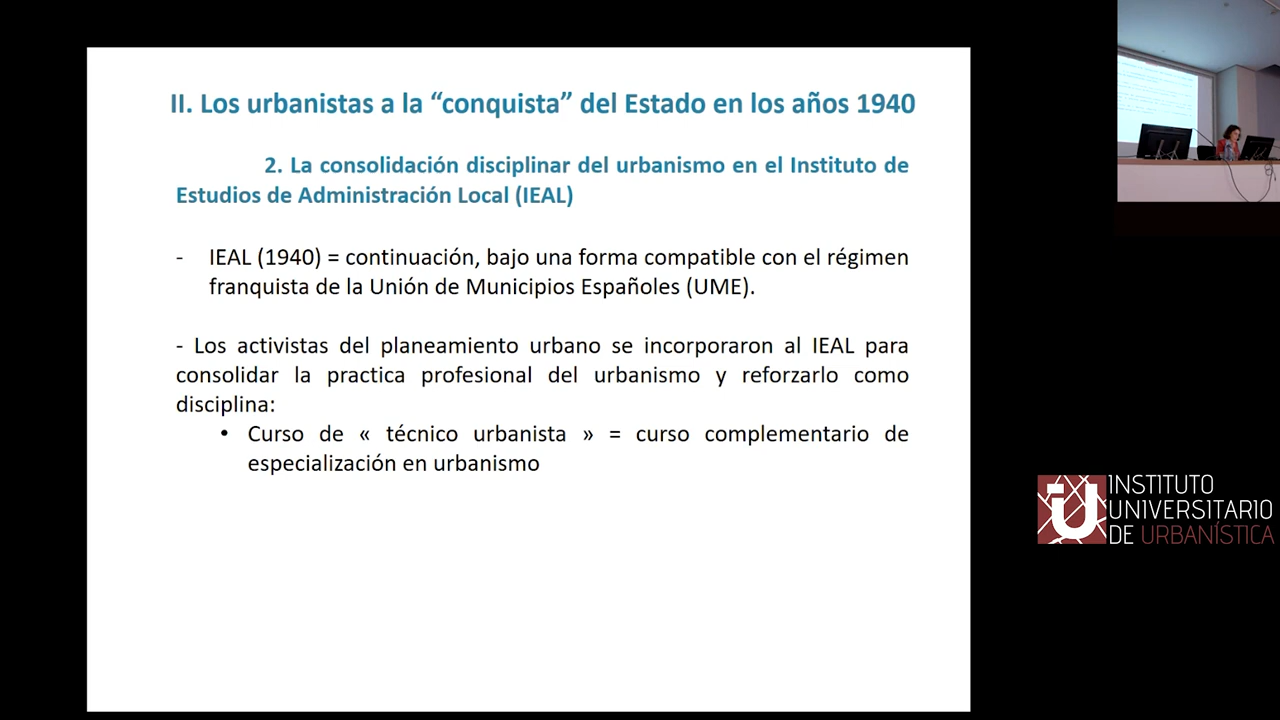 II. Los urbanistas a la “conquista” del Estado en los años 1940
2. La consolidación disciplinar del urbanismo en el Instituto de
Estudios de Administración Local (IEAL)
- IEAL (1940) = continuación, bajo una forma compatible con el régimen
franquista de la Unión de Municipios Españoles (UME).
- Los activistas del planeamiento urbano se incorporaron al IEAL para
consolidar la practica profesional del urbanismo y reforzarlo como
disciplina:
• Curso de « técnico urbanista » = curso complementario de
especialización en urbanismo
INSTITUTO
UNIVERSITARIO
DE URBANÍSTICA